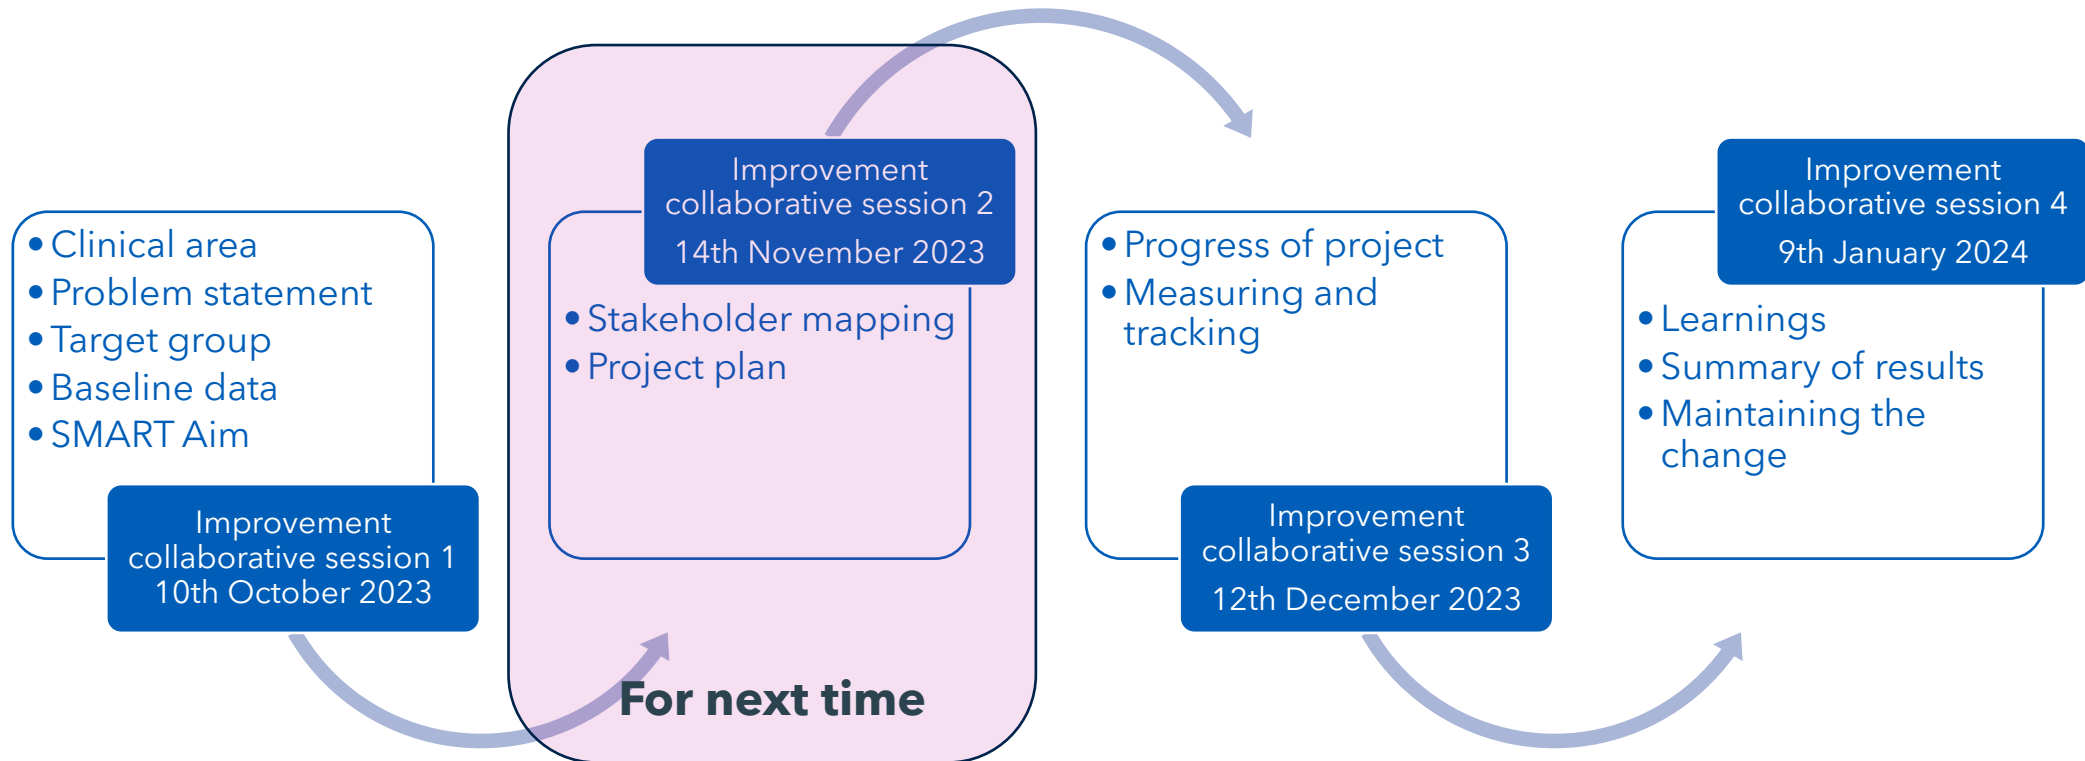 • Clinical area
• Problem statement
• Target group
• Baseline data
• SMART Aim
Improvement
collaborative session 1
10th October 2023
Improvement
collaborative session 2
14th November 2023
• Stakeholder mapping
• Project plan
For next time
• Progress of project
• Measuring and
tracking
Improvement
collaborative session 3
12th December 2023
Improvement
collaborative session 4
9th January 2024
• Learnings
• Summary of results
• Maintaining the
change